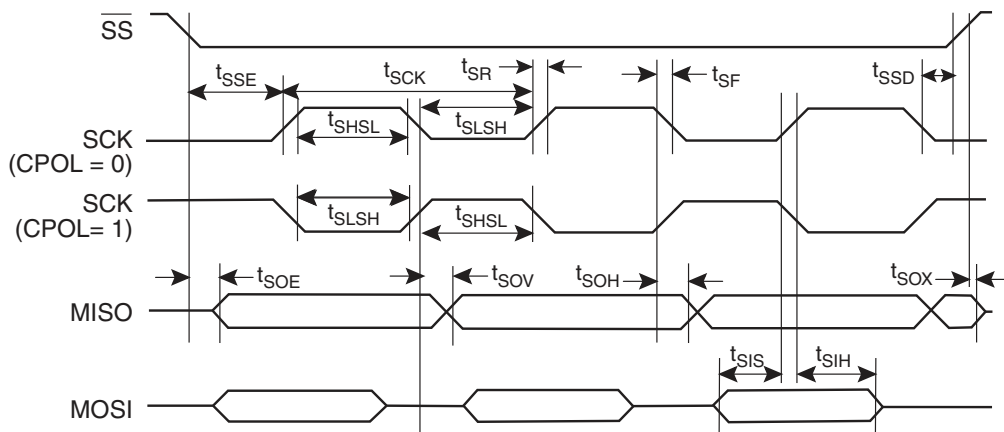 SS
tSSE
tSCK
tSR
tSF
tSSD
SCK
(CPOL = 0)
tSHSL
tSLSH
SCK
(CPOL= 1)
tSLSH
tSHSL
tSOE
tSOV
tSOH
tSOX
MISO
tSIS
tSIH
MOSI